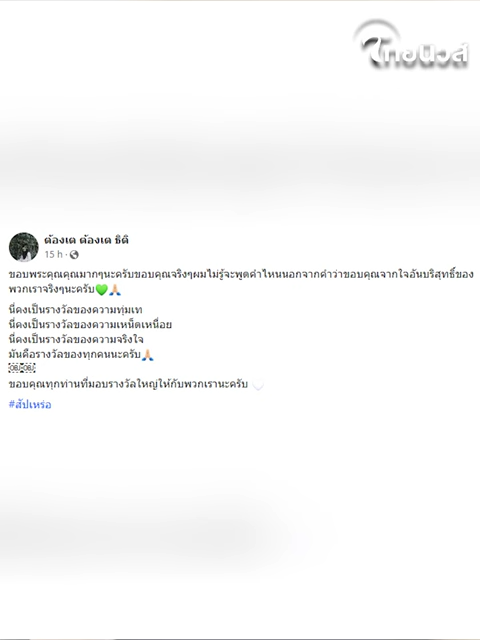 ไทยนิวส์
ต้องเต ต้องเต ธิติ
15 h ·
ขอบพระคุณคุณมากๆนะครับขอบคุณจริงๆผมไม่รู้จะพูดคำไหนนอกจากคำว่าขอบคุณจากใจอันบริสุทธิ์ของ
พวกเราจริงๆนะครับ💚🙏🏻
นี่คงเป็นรางวัลของความทุ่มเท
นี่คงเป็นรางวัลของความเหน็ดเหนื่อย
นี่คงเป็นรางวัลของความจริงใจ
มันคือรางวัลของทุกคนนะครับ🙏🏻
ขอบคุณทุกท่านที่มอบรางวัลใหญ่ให้กับพวกเรานะครับ 🤍
#สัปเหร่อ